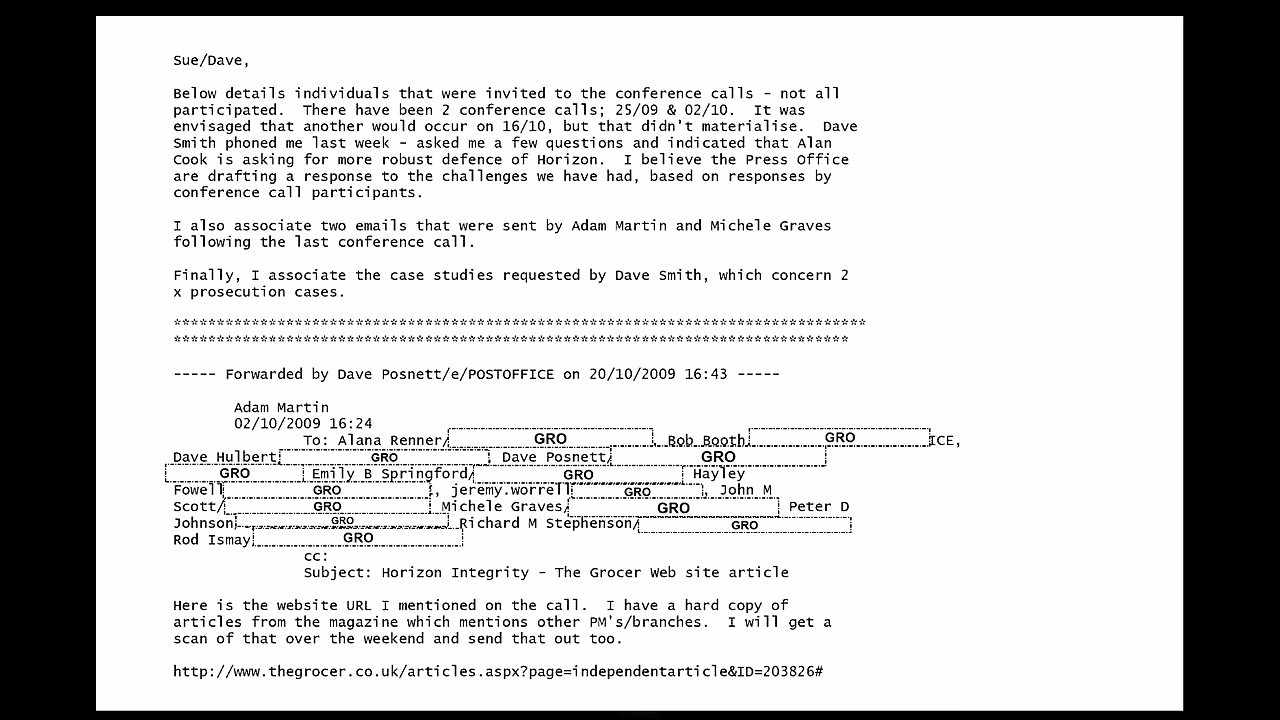 Sue/Dave,
Below details individuals that were invited to the conference calls - not all
participated.  There have been 2 conference calls; 25/09 & 02/10.  It was
envisaged that another would occur on 16/10, but that didn't materialise.  Dave
Smith phoned me last week - asked me a few questions and indicated that Alan
Cook is asking for more robust defence of Horizon.  I believe the Press Office
are drafting a response to the challenges we have had, based on responses by
conference call participants.
I also associate two emails that were sent by Adam Martin and Michele Graves
following the last conference call.
Finally, I associate the case studies requested by Dave Smith, which concern 2
x prosecution cases.
********************************************************************************
******************************************************************************
----- Forwarded by Dave Posnett/e/POSTOFFICE on 20/10/2009 16:43 -----
Adam Martin
02/10/2009 16:24
To: Alana Renner/ GRO , Bob Booth GRO ICE,
Dave Hulbert GRO , Dave Posnett/ GRO
GRO Emily B Springford/ GRO Hayley
Fowell GRO , jeremy.worrell GRO , John M
Scott/ GRO Michele Graves/ GRO Peter D
Johnson GRO Richard M Stephenson/ GRO
Rod Ismay GRO
cc:
Subject: Horizon Integrity - The Grocer Web site article
Here is the website URL I mentioned on the call.  I have a hard copy of
articles from the magazine which mentions other PM's/branches.  I will get a
scan of that over the weekend and send that out too.
http://www.thegrocer.co.uk/articles.aspx?page=independentarticle&ID=203826#